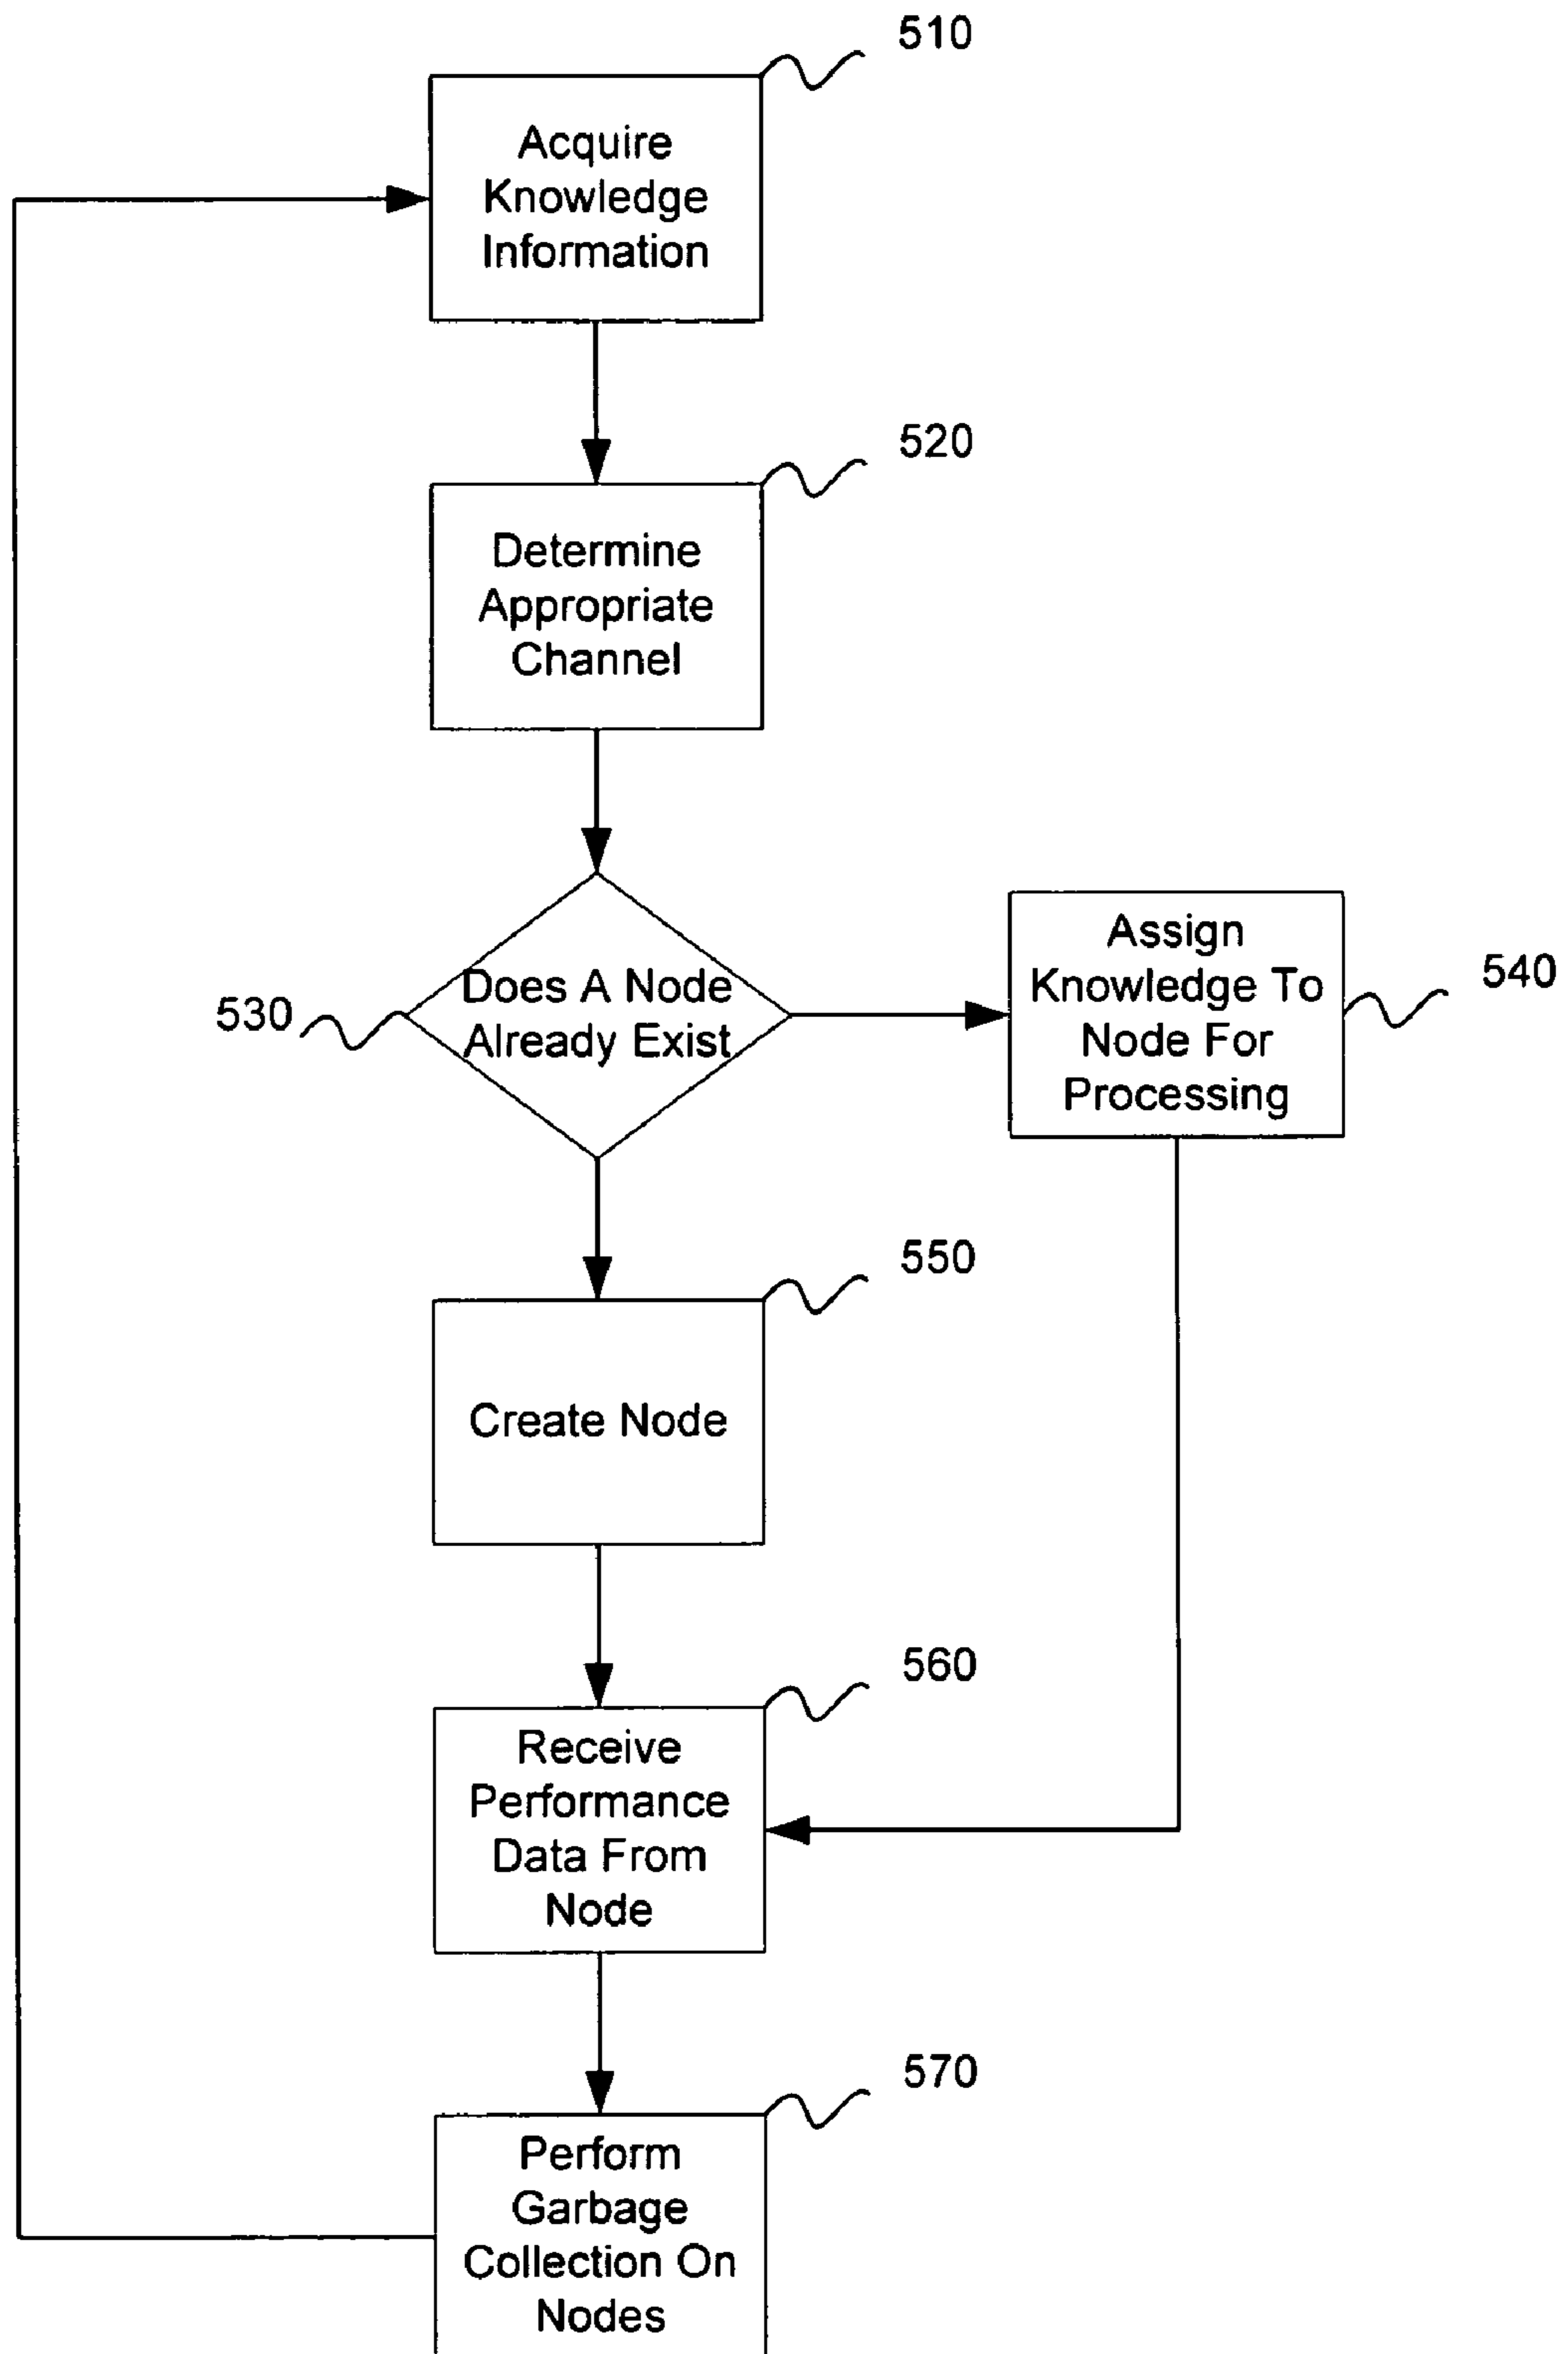 510
Acquire
Knowledge
Information
520
Determine
Appropriate
Channel
530
Does A Node
Already Exist
Assign
Knowledge To
Node For
Processing
540
550
Create Node
560
Receive
Performance
Data From
Node
570
Perform
Garbage
Collection On
Nodes